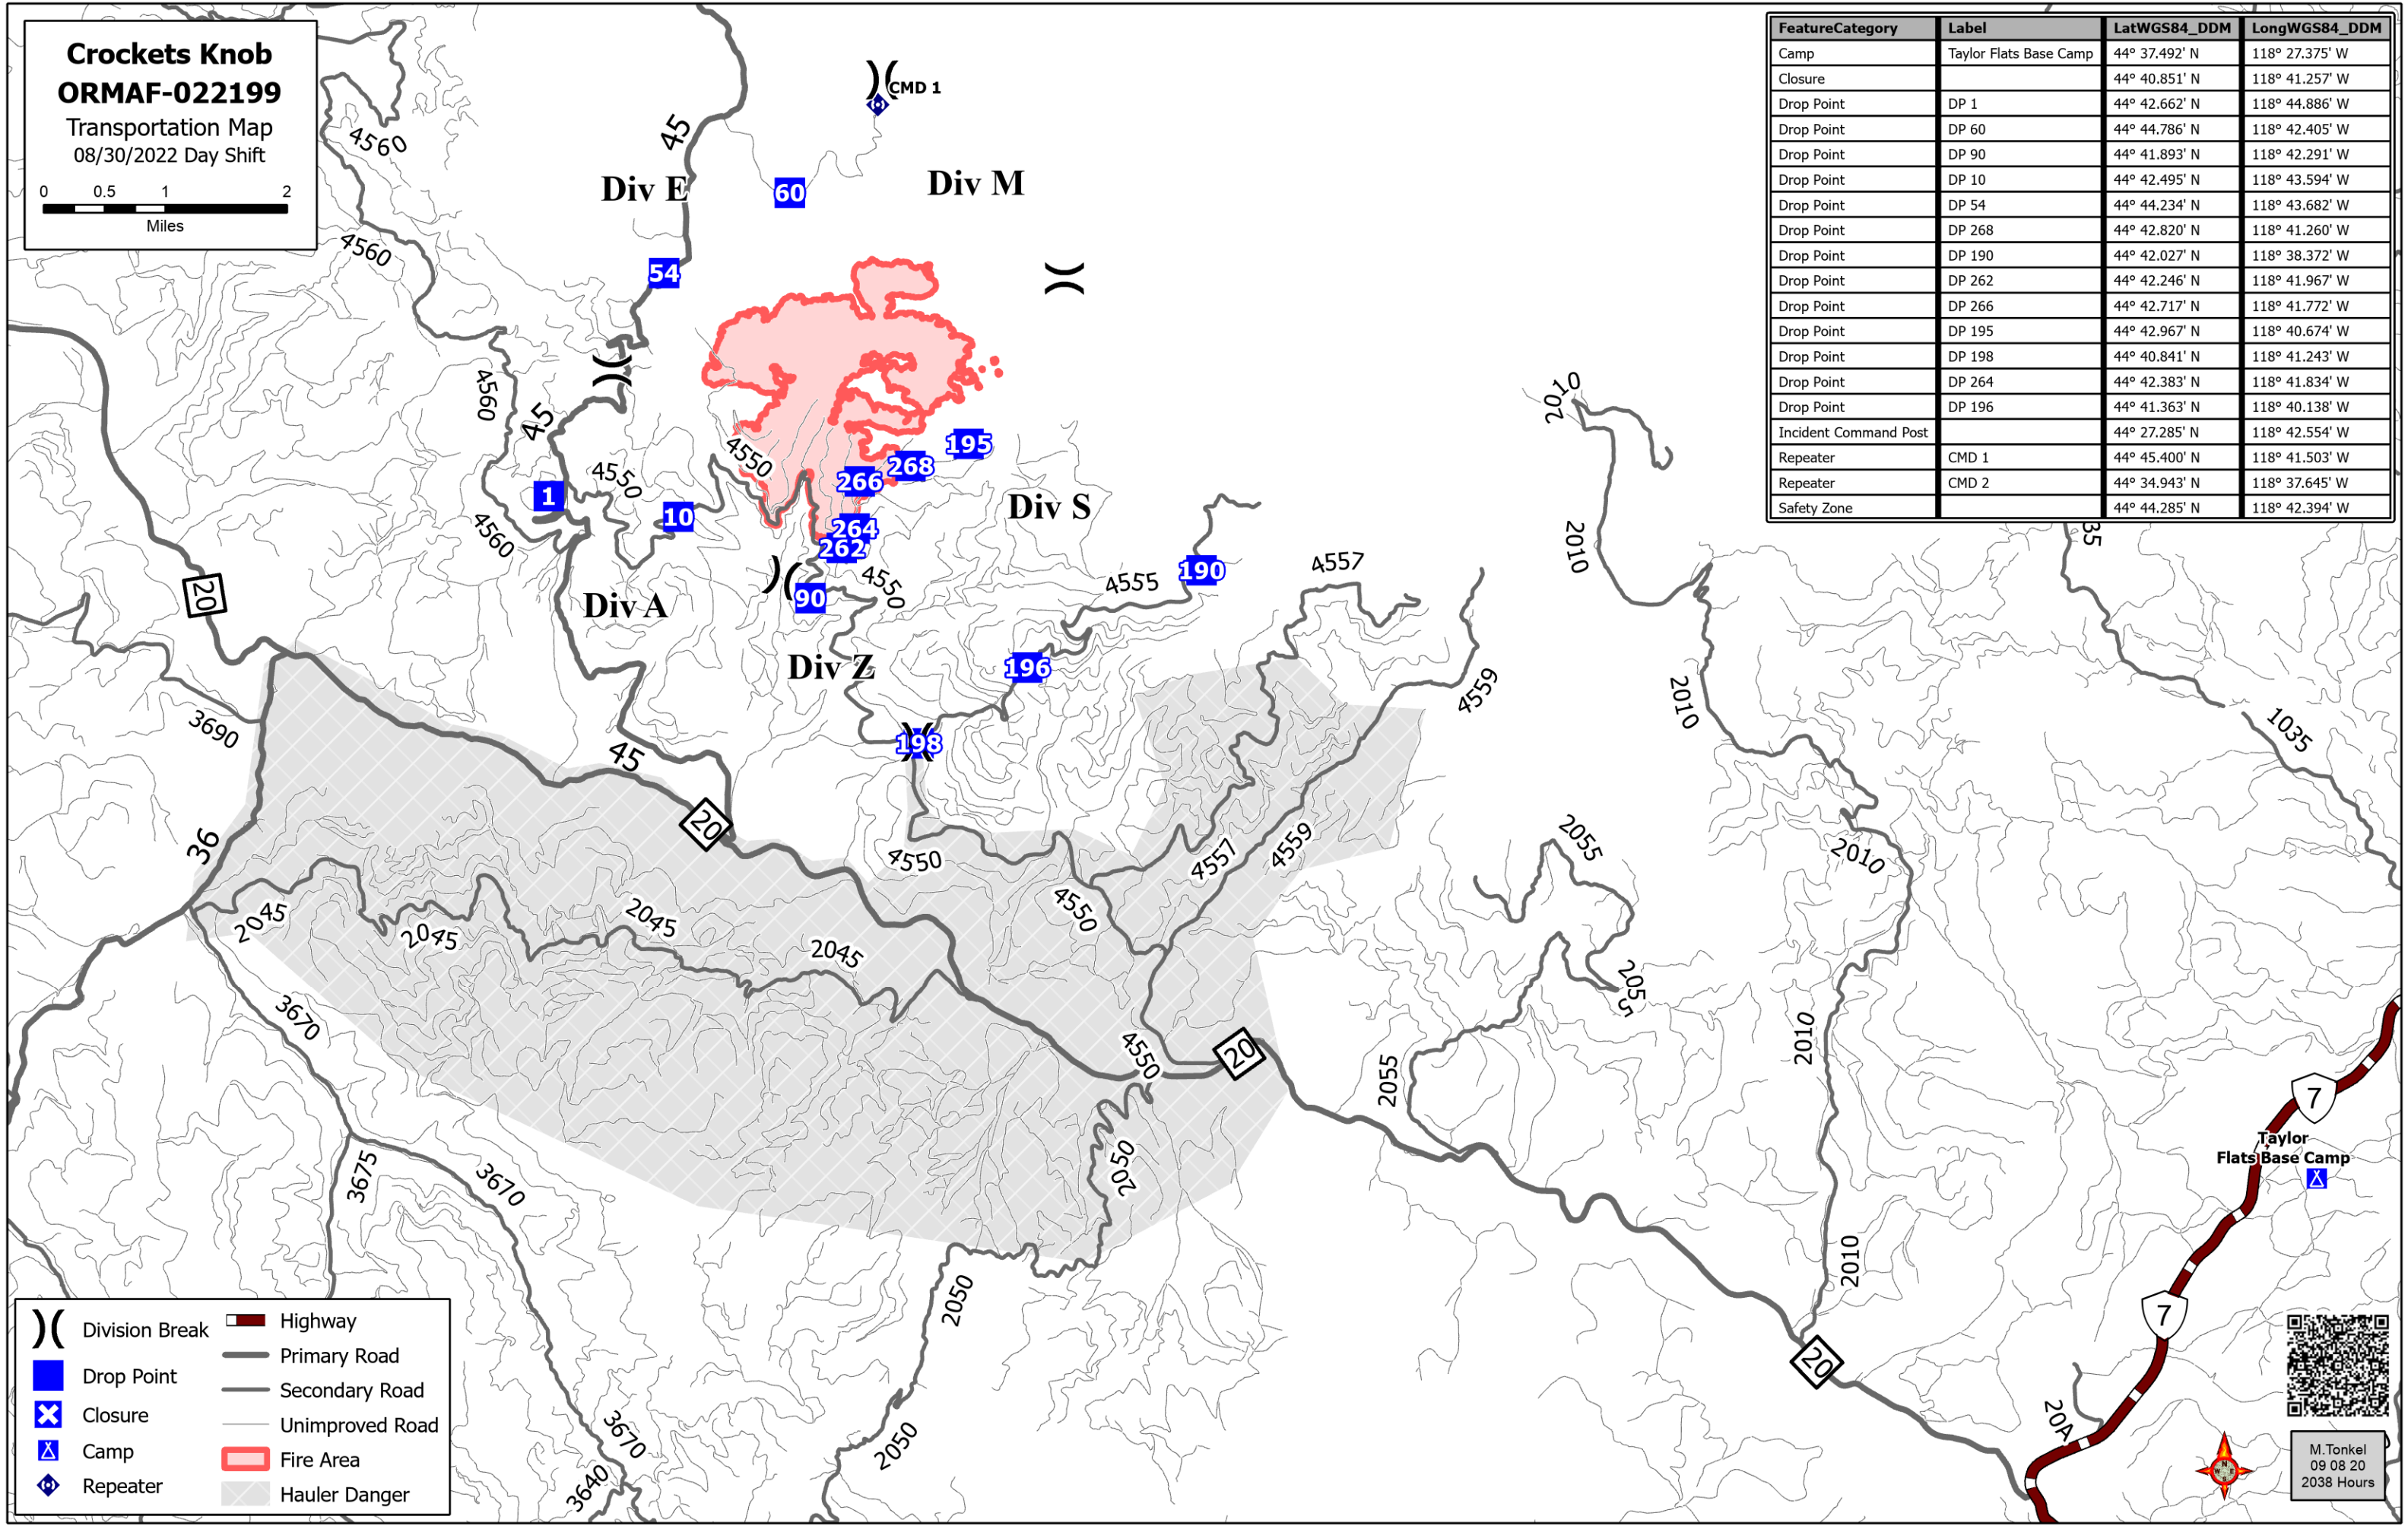 Crockets Knob
ORMAF-022199
Transportation Map
08/30/2022 Day Shift
0 0.5 1 2
Miles
FeatureCategory Label LatWGS84_DDM LongWGS84_DDM
Camp Taylor Flats Base Camp 44° 37.492' N 118° 27.375' W
Closure 44° 40.851' N 118° 41.257' W
Drop Point DP 1 44° 42.662' N 118° 44.886' W
Drop Point DP 60 44° 44.786' N 118° 42.405' W
Drop Point DP 90 44° 41.893' N 118° 42.291' W
Drop Point DP 10 44° 42.495' N 118° 43.594' W
Drop Point DP 54 44° 44.234' N 118° 43.682' W
Drop Point DP 268 44° 42.820' N 118° 41.260' W
Drop Point DP 190 44° 42.027' N 118° 38.372' W
Drop Point DP 262 44° 42.246' N 118° 41.967' W
Drop Point DP 266 44° 42.717' N 118° 41.772' W
Drop Point DP 195 44° 42.967' N 118° 40.674' W
Drop Point DP 198 44° 40.841' N 118° 41.243' W
Drop Point DP 264 44° 42.383' N 118° 41.834' W
Drop Point DP 196 44° 41.363' N 118° 40.138' W
Incident Command Post 44° 27.285' N 118° 42.554' W
Repeater CMD 1 44° 45.400' N 118° 41.503' W
Repeater CMD 2 44° 34.943' N 118° 37.645' W
Safety Zone 44° 44.285' N 118° 42.394' W
CMD 1
45
4560
Div E
60
Div M
4560
54
4560
45
2010
4550
4550
195
268
266
1
10
Div S
264
4560
262
2010
35
4557
190
4555
4550
90
20
Div A
Div Z
196
4559
2010
3690
1035
198
45
20
36
4550
4557
4559
2055
2010
4550
2045
2045
2045
2045
2055
3670
4550
20
2055
2010
7
Taylor
Flats Base Camp
3675
3670
2050
2010
2050
7
20
20A
3670
2050
3640
Division Break
Drop Point
Closure
Camp
Repeater
Highway
Primary Road
Secondary Road
Unimproved Road
Fire Area
Hauler Danger
N
W E
S
M.Tonkel
09 08 20
2038 Hours